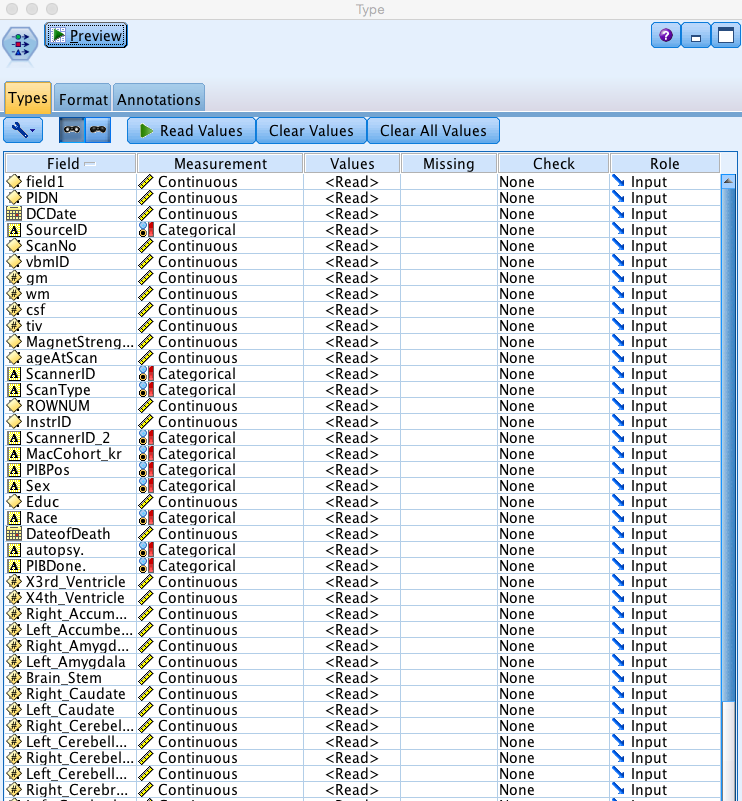 Type
Preview
Types Format Annotations
Read Values Clear Values Clear All Values
Field Measurement Values Missing Check Role
field1 Continuous <Read> None Input
PIDN Continuous <Read> None Input
DCDate Continuous <Read> None Input
SourceID Categorical <Read> None Input
ScanNo Continuous <Read> None Input
vbmID Continuous <Read> None Input
gm Continuous <Read> None Input
wm Continuous <Read> None Input
csf Continuous <Read> None Input
tiv Continuous <Read> None Input
MagnetStreng... Continuous <Read> None Input
ageAtScan Continuous <Read> None Input
ScannerID Categorical <Read> None Input
ScanType Categorical <Read> None Input
ROWNUM Continuous <Read> None Input
InstrID Continuous <Read> None Input
ScannerID_2 Categorical <Read> None Input
MacCohort_kr Categorical <Read> None Input
PIBPos Categorical <Read> None Input
Sex Categorical <Read> None Input
Educ Continuous <Read> None Input
Race Categorical <Read> None Input
DateofDeath Continuous <Read> None Input
autopsy. Categorical <Read> None Input
PIBDone. Categorical <Read> None Input
X3rd_Ventricle Continuous <Read> None Input
X4th_Ventricle Continuous <Read> None Input
Right_Accum... Continuous <Read> None Input
Left_Accumbe... Continuous <Read> None Input
Right_Amygd... Continuous <Read> None Input
Left_Amygdala Continuous <Read> None Input
Brain_Stem Continuous <Read> None Input
Right_Caudate Continuous <Read> None Input
Left_Caudate Continuous <Read> None Input
Right_Cerebel... Continuous <Read> None Input
Left_Cerebell... Continuous <Read> None Input
Right_Cerebel... Continuous <Read> None Input
Left_Cerebell... Continuous <Read> None Input
Right_Cerebr... Continuous <Read> None Input